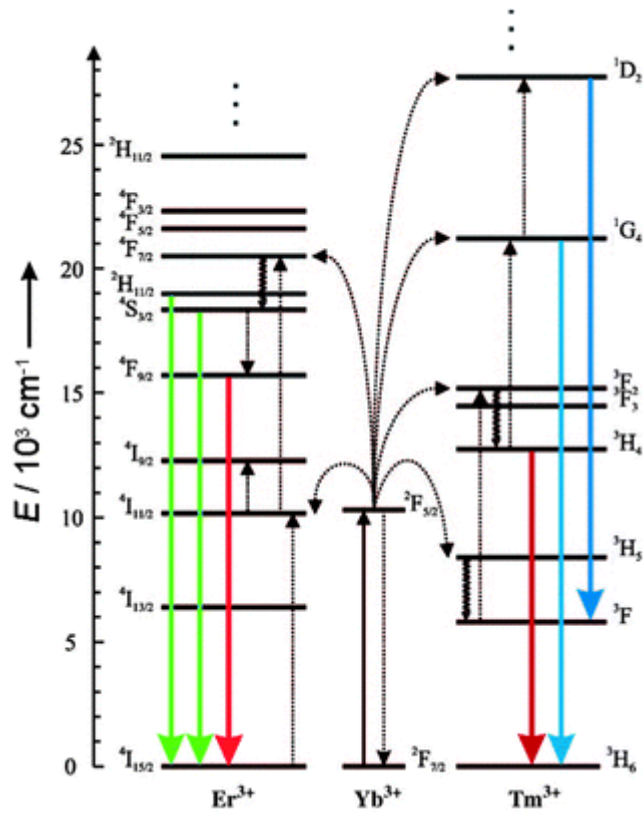 ¹D₂
25
²H₁₁/₂
⁴F₃/₂
⁴F₅/₂
¹G₄
⁴F₇/₂
20
²H₁₁/₂
⁴S₃/₂
⁴F₉/₂
³F₂
³F₃
15
E / 10³ cm⁻¹
⁴I₉/₂
³H₄
⁴I₁₁/₂
²F₅/₂
10
³H₅
⁴I₁₃/₂
³F
5
⁴I₁₅/₂
²F₇/₂
³H₆
0
Er³⁺
Yb³⁺
Tm³⁺